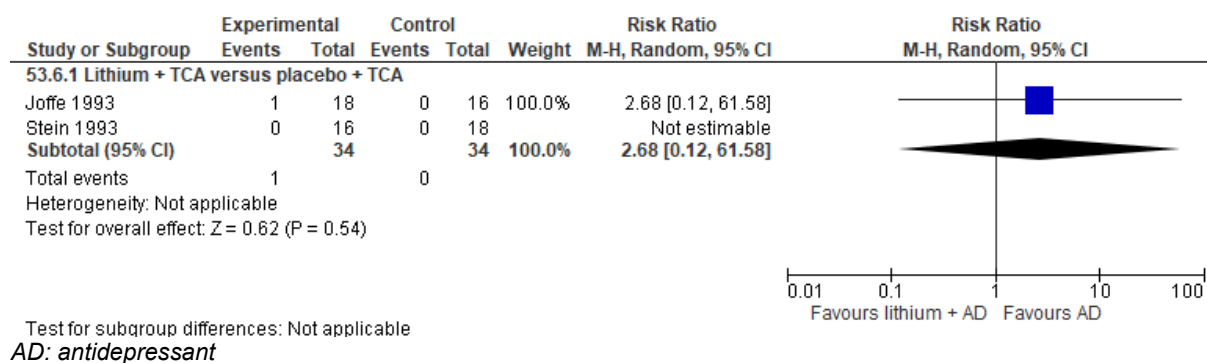 Experimental Control Risk Ratio Risk Ratio
Study or Subgroup Events Total Events Total Weight M-H, Random, 95% CI M-H, Random, 95% CI
53.6.1 Lithium + TCA versus placebo + TCA
Joffe 1993 1 18 0 16 100.0% 2.68 [0.12, 61.58]
Stein 1993 0 16 0 18 Not estimable
Subtotal (95% CI) 34 34 100.0% 2.68 [0.12, 61.58]
Total events 1 0
Heterogeneity: Not applicable
Test for overall effect: Z = 0.62 (P = 0.54)
0.01 0.1 1 10 100
Favours lithium + AD Favours AD
Test for subgroup differences: Not applicable
AD: antidepressant